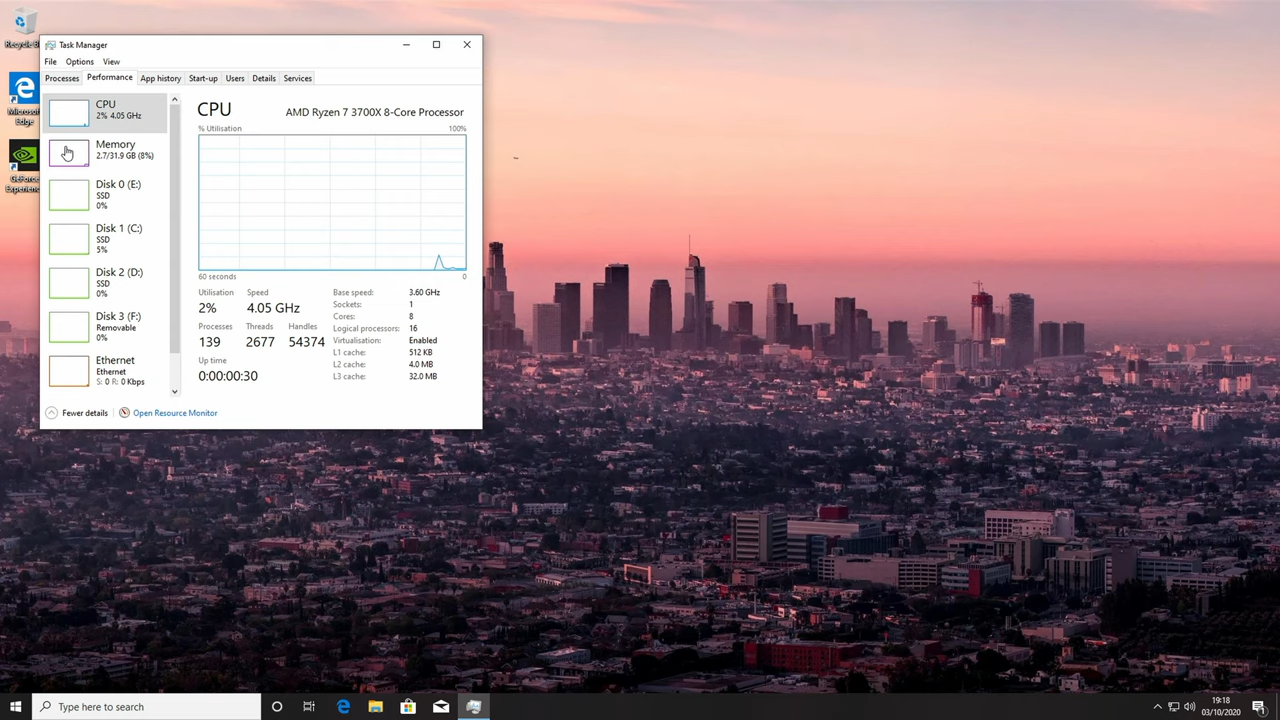 Recycle B
Microsoft
Edge
GeForce
Experience
Task Manager
File Options View
Processes Performance App history Start-up Users Details Services
CPU
2% 4.05 GHz
Memory
2.7/31.9 GB (8%)
Disk 0 (E:)
SSD
0%
Disk 1 (C:)
SSD
5%
Disk 2 (D:)
SSD
0%
Disk 3 (F:)
Removable
0%
Ethernet
Ethernet
S: 0 R: 0 Kbps
CPU AMD Ryzen 7 3700X 8-Core Processor
% Utilisation 100%
60 seconds 0
Utilisation Speed
2% 4.05 GHz
Processes Threads Handles
139 2677 54374
Up time
0:00:00:30
Base speed: 3.60 GHz
Sockets: 1
Cores: 8
Logical processors: 16
Virtualisation: Enabled
L1 cache: 512 KB
L2 cache: 4.0 MB
L3 cache: 32.0 MB
Fewer details Open Resource Monitor
Type here to search
19:18
03/10/2020
1